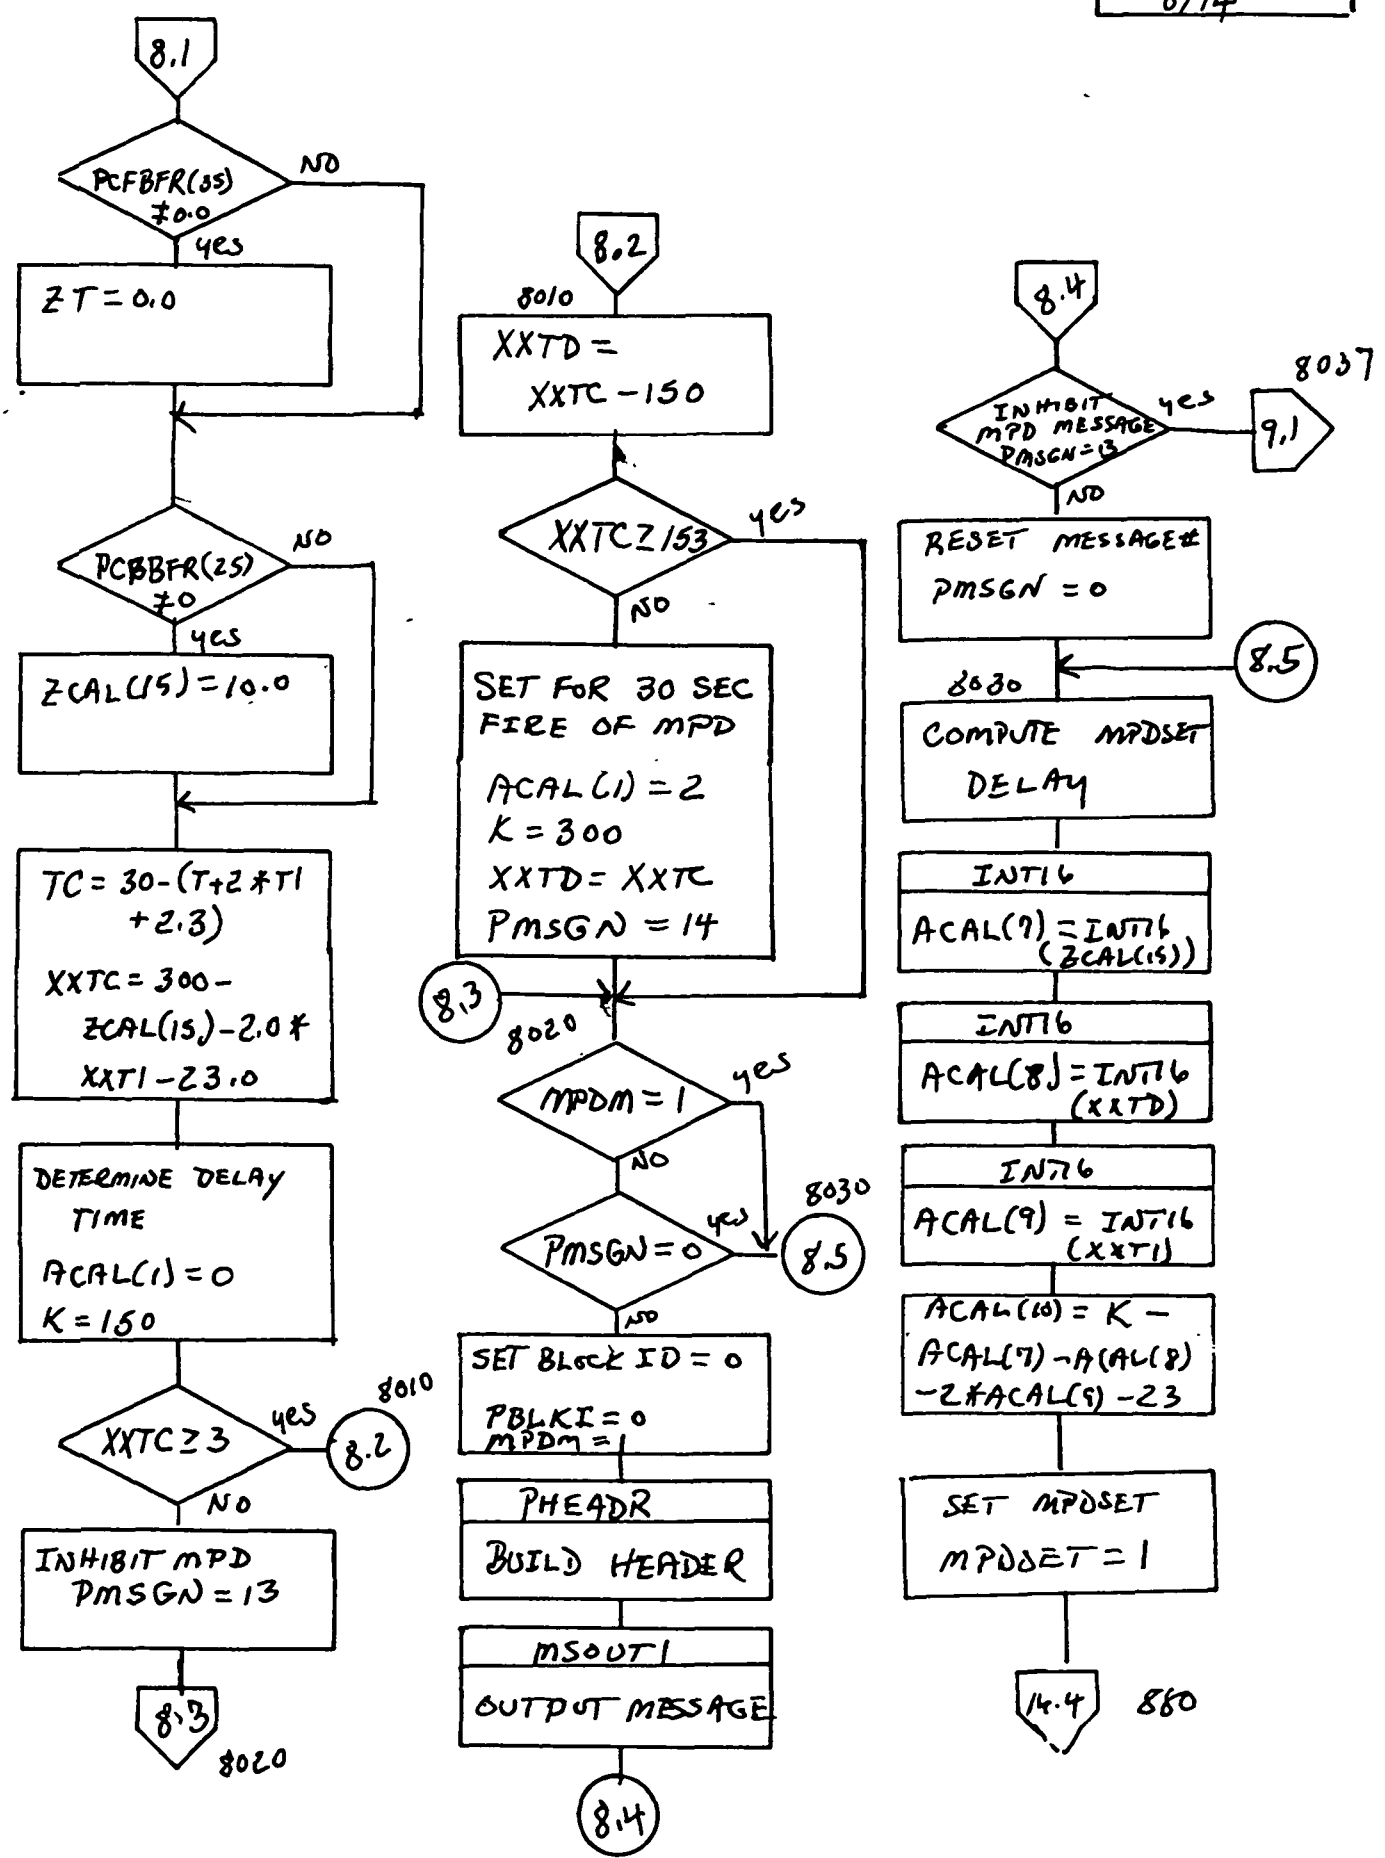 8/14
8.1
PCFBFR(35)
≠0.0
NO
yes
ZT = 0.0
PCBBFR(25)
≠0
NO
yes
ZCAL(15) = 10.0
TC = 30-(T+2*T1
+2.3)
XXTC = 300-
ZCAL(15)-2.0*
XXT1-23.0
DETERMINE DELAY
TIME
ACAL(1) = 0
K = 150
XXTC ≥ 3
yes
8010
8.2
NO
INHIBIT MPD
PMSGN = 13
8.3
8020
8.2
8010
XXTD =
XXTC - 150
XXTC ≥ 153
yes
NO
SET FOR 30 SEC
FIRE OF MPD
ACAL(1) = 2
K = 300
XXTD = XXTC
PMSGN = 14
8.3
8020
MPDM = 1
yes
NO
PMSGN = 0
yes
8030
8.5
NO
SET BLOCK ID = 0
PBLKI = 0
MPDM = 1
PHEADR
BUILD HEADER
MSOUT1
OUTPUT MESSAGE
8.4
8.4
INHIBIT
MPD MESSAGE
PMSGN = 13
yes
8037
9.1
NO
RESET MESSAGE#
PMSGN = 0
8.5
8030
COMPUTE MPDSET
DELAY
INT16
ACAL(7) = INT16
(ZCAL(15))
INT16
ACAL(8) = INT16
(XXTD)
INT16
ACAL(9) = INT16
(XXT1)
ACAL(10) = K -
ACAL(7) - ACAL(8)
-2*ACAL(9) - 23
SET MPDSET
MPDSET = 1
14.4
880